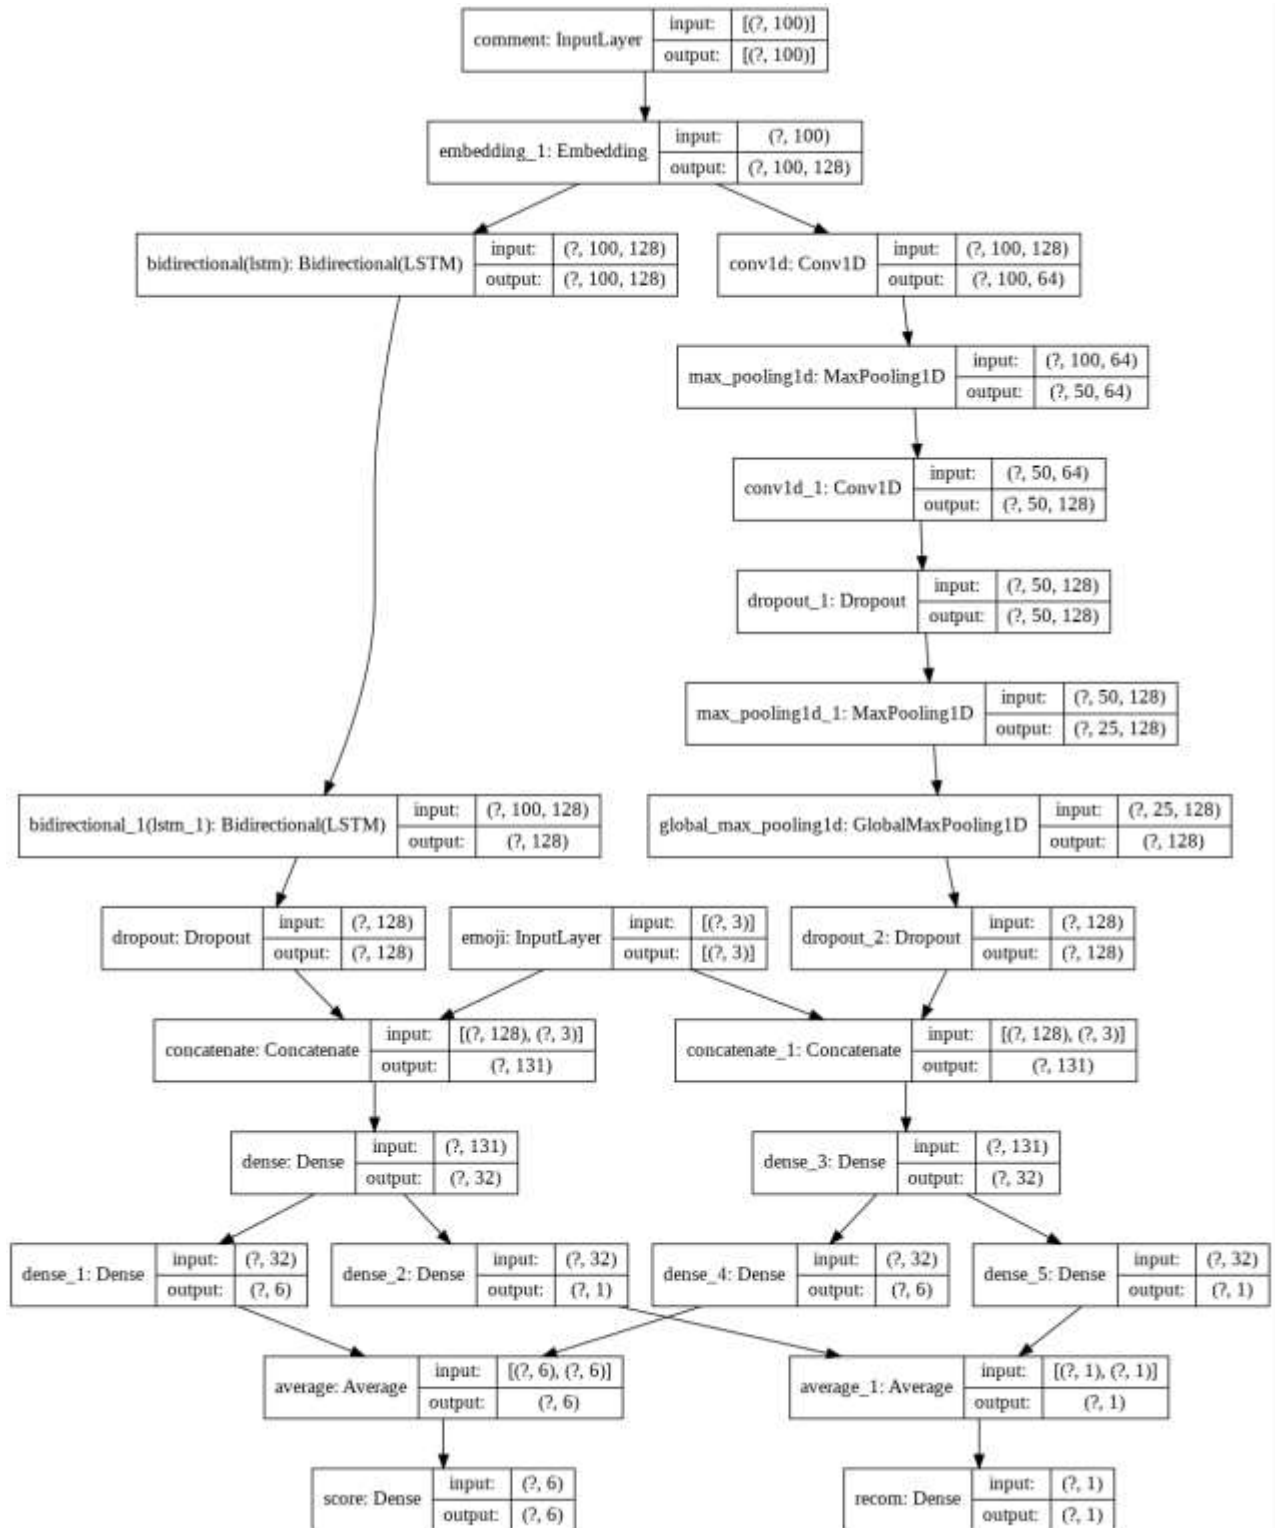 comment: InputLayer
input: [(?, 100)]
output: [(?, 100)]
embedding_1: Embedding
input: (?, 100)
output: (?, 100, 128)
bidirectional(lstm): Bidirectional(LSTM)
input: (?, 100, 128)
output: (?, 100, 128)
conv1d: Conv1D
input: (?, 100, 128)
output: (?, 100, 64)
max_pooling1d: MaxPooling1D
input: (?, 100, 64)
output: (?, 50, 64)
conv1d_1: Conv1D
input: (?, 50, 64)
output: (?, 50, 128)
dropout_1: Dropout
input: (?, 50, 128)
output: (?, 50, 128)
max_pooling1d_1: MaxPooling1D
input: (?, 50, 128)
output: (?, 25, 128)
bidirectional_1(lstm_1): Bidirectional(LSTM)
input: (?, 100, 128)
output: (?, 128)
global_max_pooling1d: GlobalMaxPooling1D
input: (?, 25, 128)
output: (?, 128)
dropout: Dropout
input: (?, 128)
output: (?, 128)
emoji: InputLayer
input: [(?, 3)]
output: [(?, 3)]
dropout_2: Dropout
input: (?, 128)
output: (?, 128)
concatenate: Concatenate
input: [(?, 128), (?, 3)]
output: (?, 131)
concatenate_1: Concatenate
input: [(?, 128), (?, 3)]
output: (?, 131)
dense: Dense
input: (?, 131)
output: (?, 32)
dense_3: Dense
input: (?, 131)
output: (?, 32)
dense_1: Dense
input: (?, 32)
output: (?, 6)
dense_2: Dense
input: (?, 32)
output: (?, 1)
dense_4: Dense
input: (?, 32)
output: (?, 6)
dense_5: Dense
input: (?, 32)
output: (?, 1)
average: Average
input: [(?, 6), (?, 6)]
output: (?, 6)
average_1: Average
input: [(?, 1), (?, 1)]
output: (?, 1)
score: Dense
input: (?, 6)
output: (?, 6)
recom: Dense
input: (?, 1)
output: (?, 1)